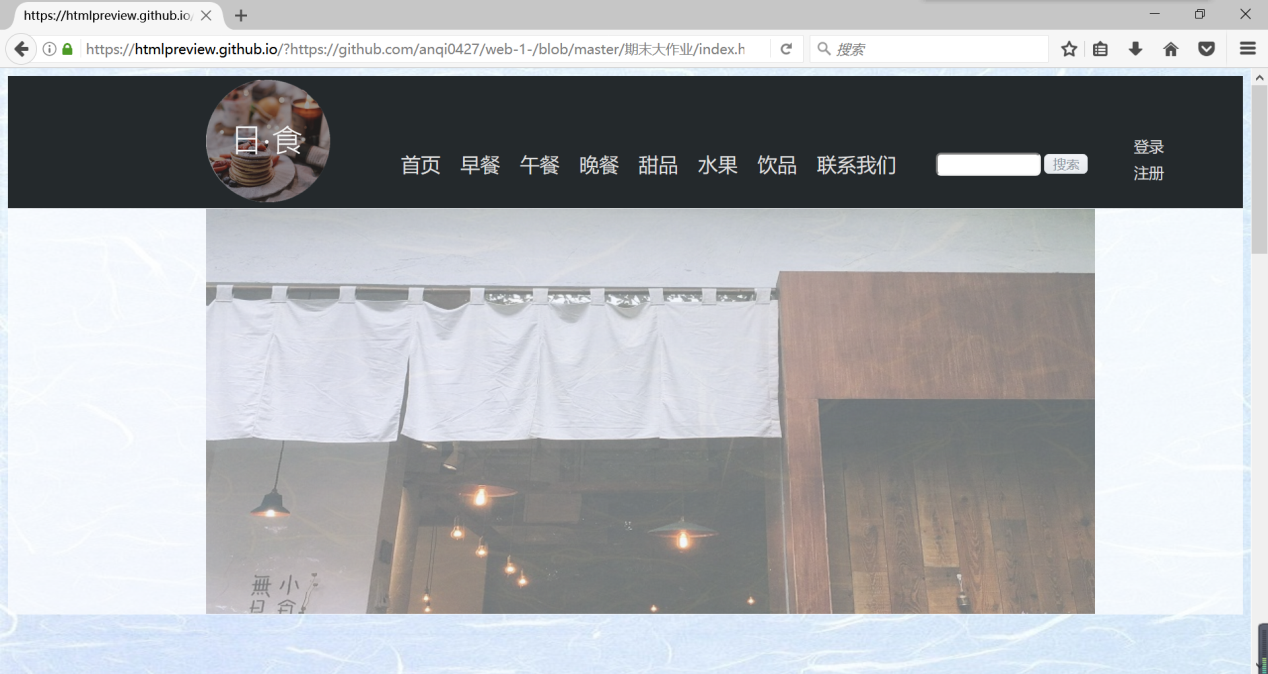 https://htmlpreview.github.io/
https://htmlpreview.github.io/?https://github.com/anqi0427/web-1-/blob/master/期末大作业/index.h
搜索
日·食
首页 早餐 午餐 晚餐 甜品 水果 饮品 联系我们
搜索
登录
注册
無 小
日 食